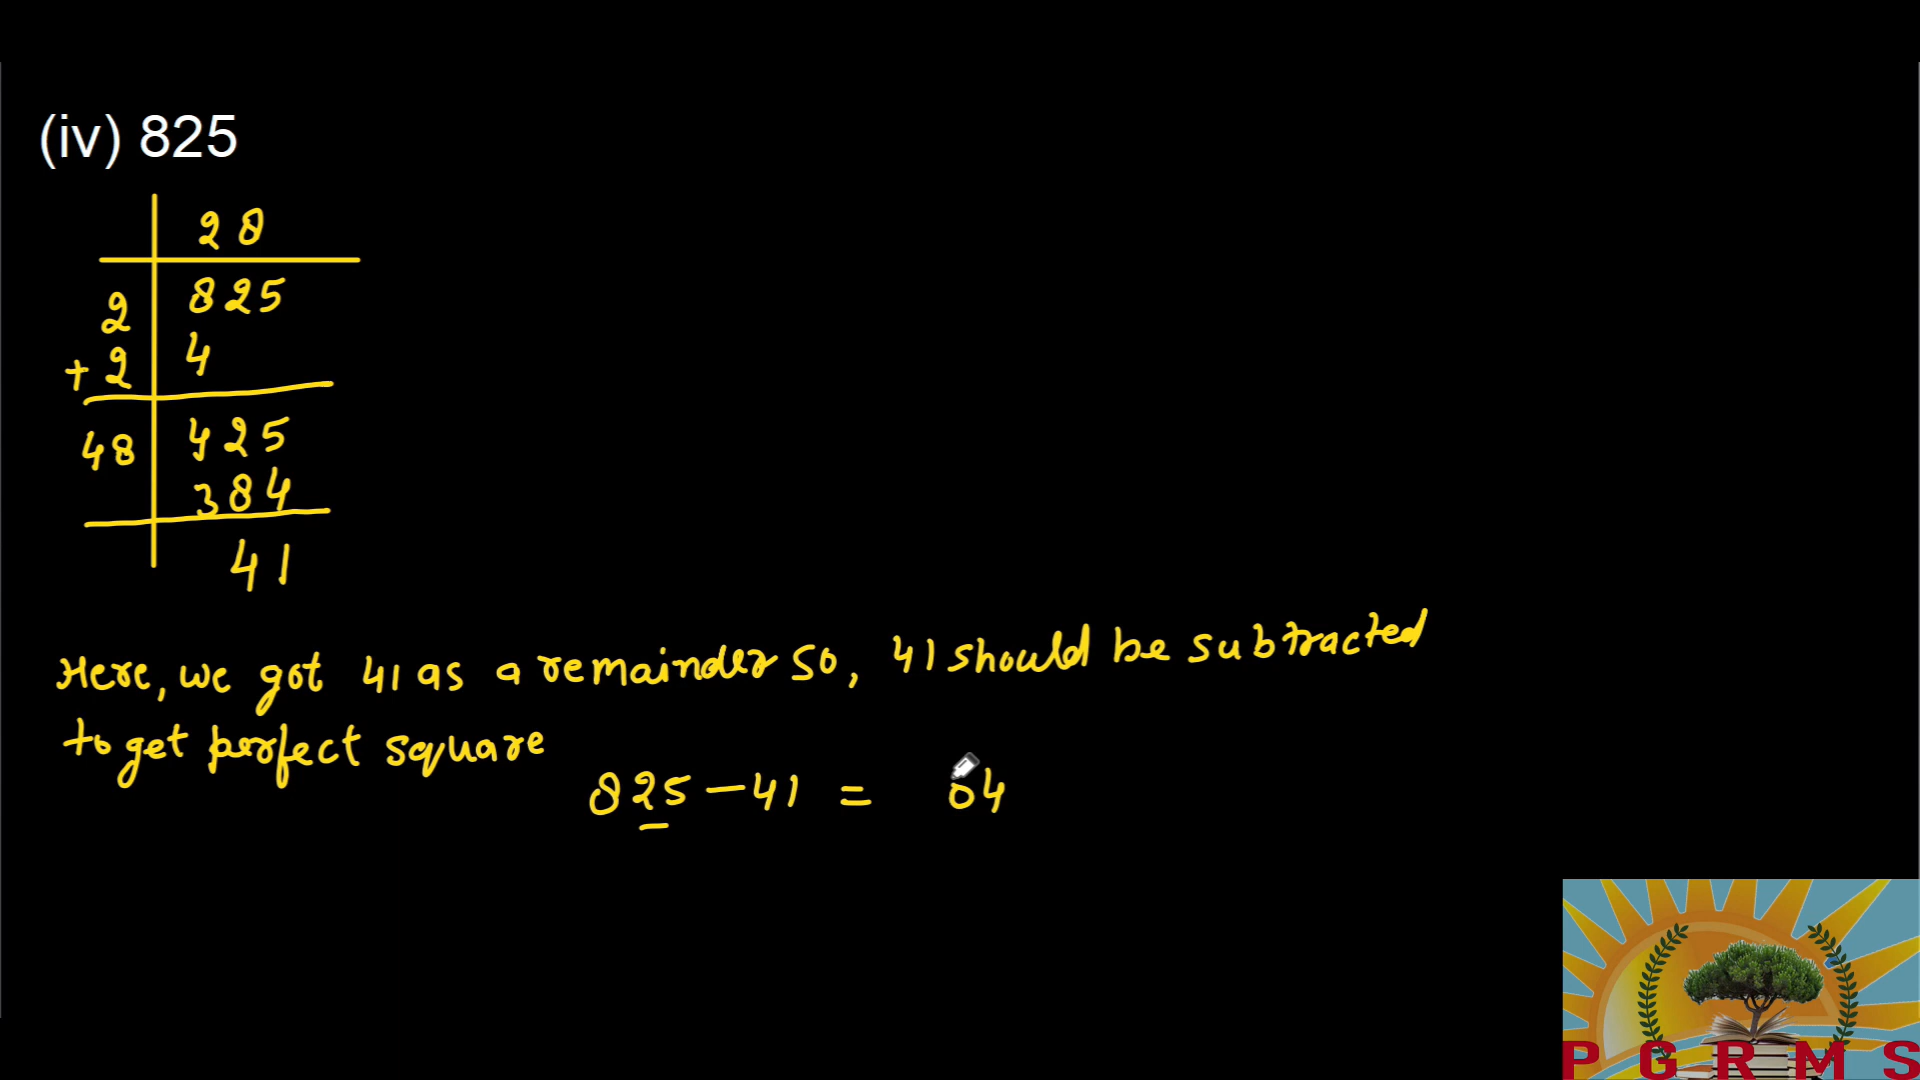 (iv) 825
28
2 825
+ 2 4
48 425
384
41
Here, we got 41 as a remainder so, 41 should be subtracted
to get perfect square
825 - 41 = 84
P G R M S